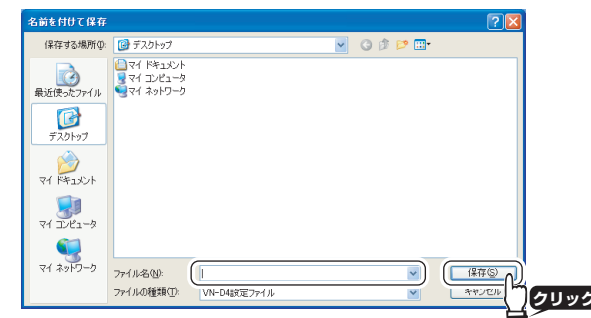 名前を付けて保存
保存する場所(I):
デスクトップ
マイ ドキュメント
マイ コンピュータ
マイ ネットワーク
最近使ったファイル
デスクトップ
マイ ドキュメント
マイ コンピュータ
マイ ネットワーク
ファイル名(N):
保存(S)
ファイルの種類(T):
VN-D4設定ファイル
キャンセル
クリック